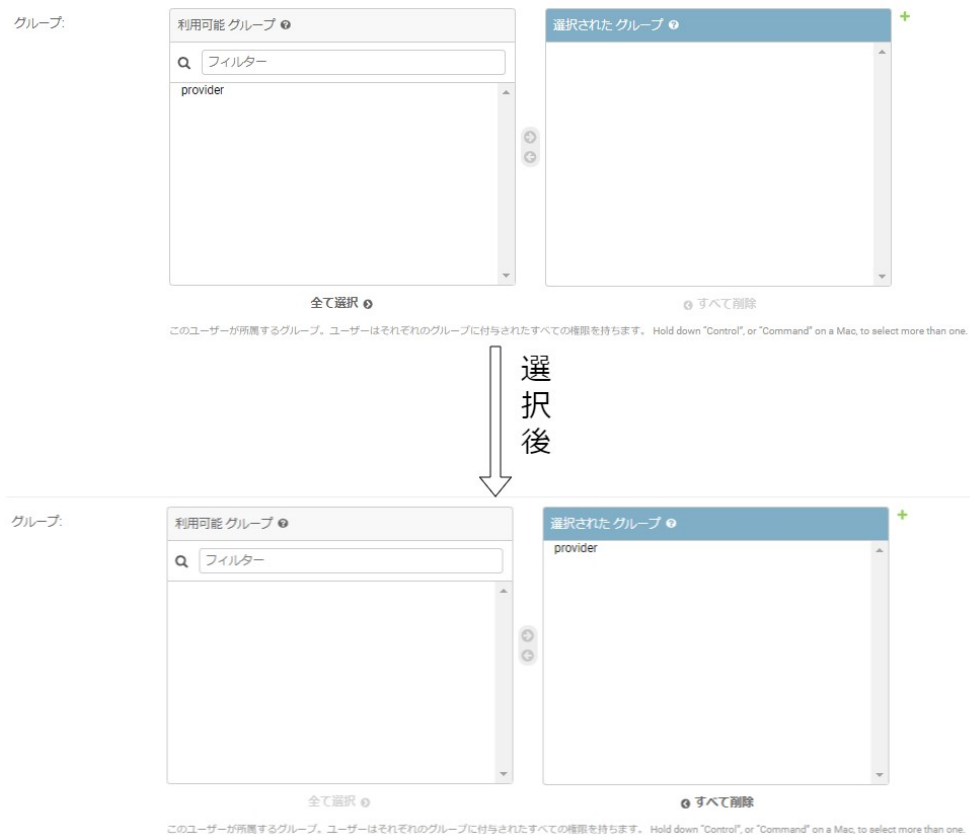 グループ:
利用可能 グループ
選択された グループ
フィルター
provider
全て選択
すべて削除
このユーザーが所属するグループ。ユーザーはそれぞれのグループに付与されたすべての権限を持ちます。 Hold down "Control", or "Command" on a Mac, to select more than one.
選択後
グループ:
利用可能 グループ
選択された グループ
フィルター
provider
全て選択
すべて削除
このユーザーが所属するグループ。ユーザーはそれぞれのグループに付与されたすべての権限を持ちます。 Hold down "Control", or "Command" on a Mac, to select more than one.